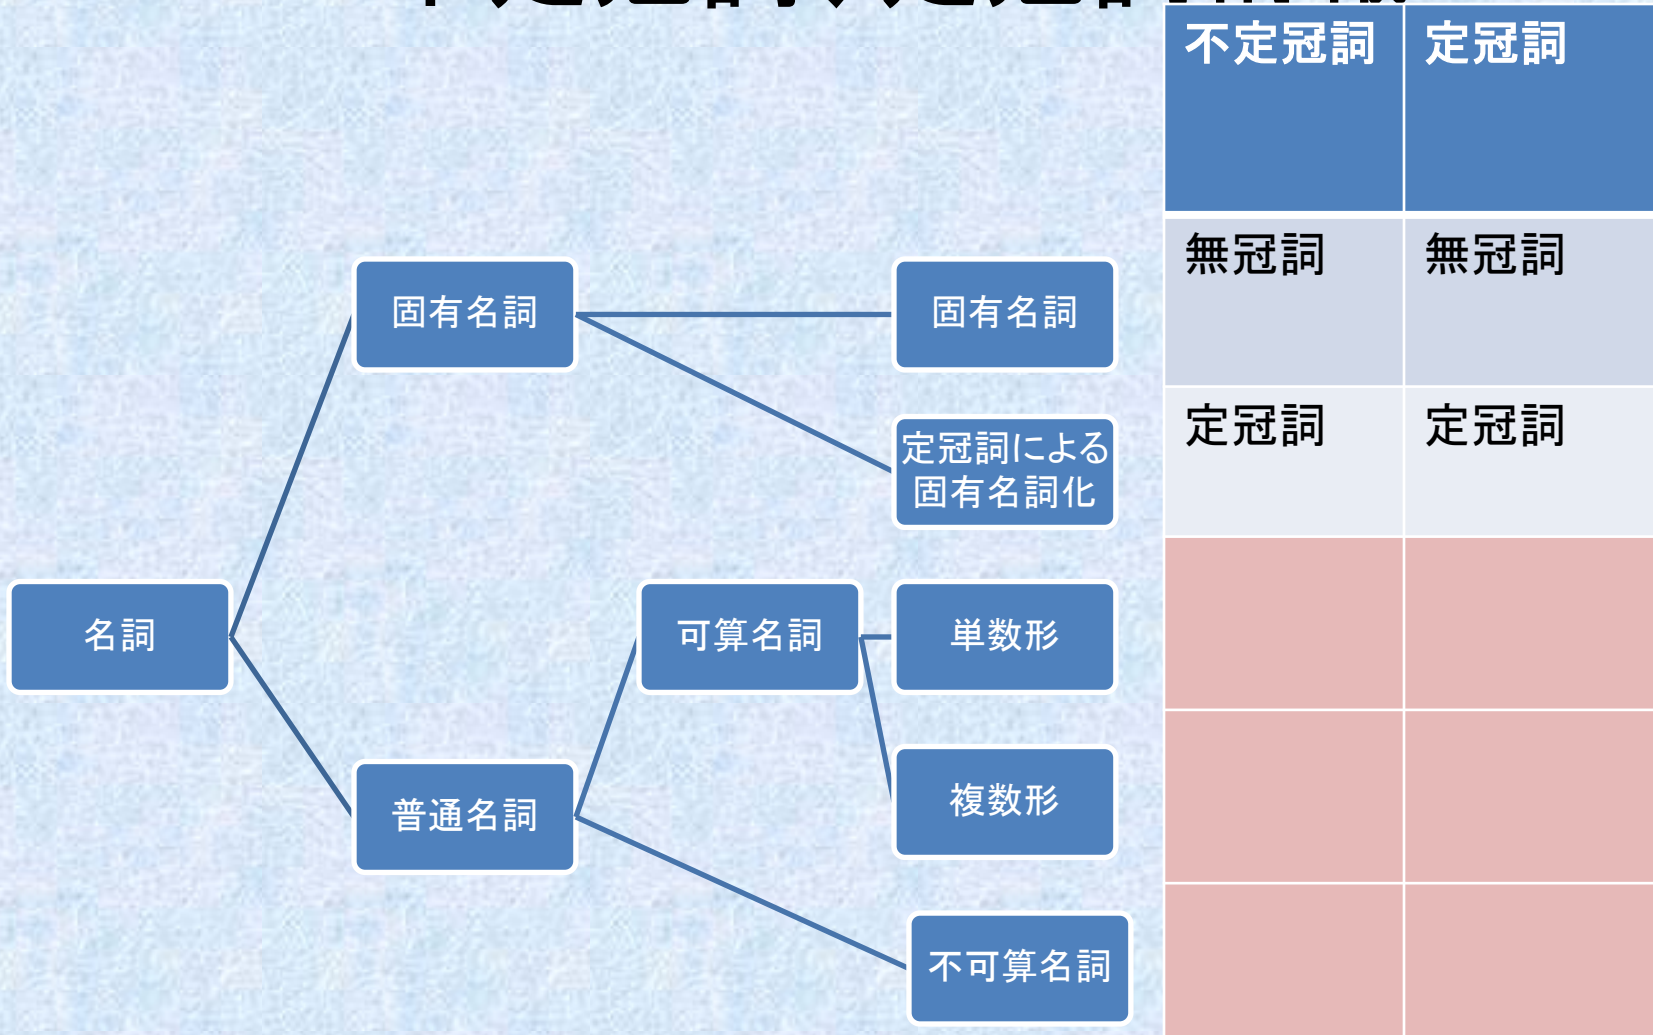 不定冠詞
定冠詞
無冠詞
無冠詞
定冠詞
定冠詞
固有名詞
固有名詞
定冠詞による
固有名詞化
名詞
可算名詞
単数形
複数形
普通名詞
不可算名詞